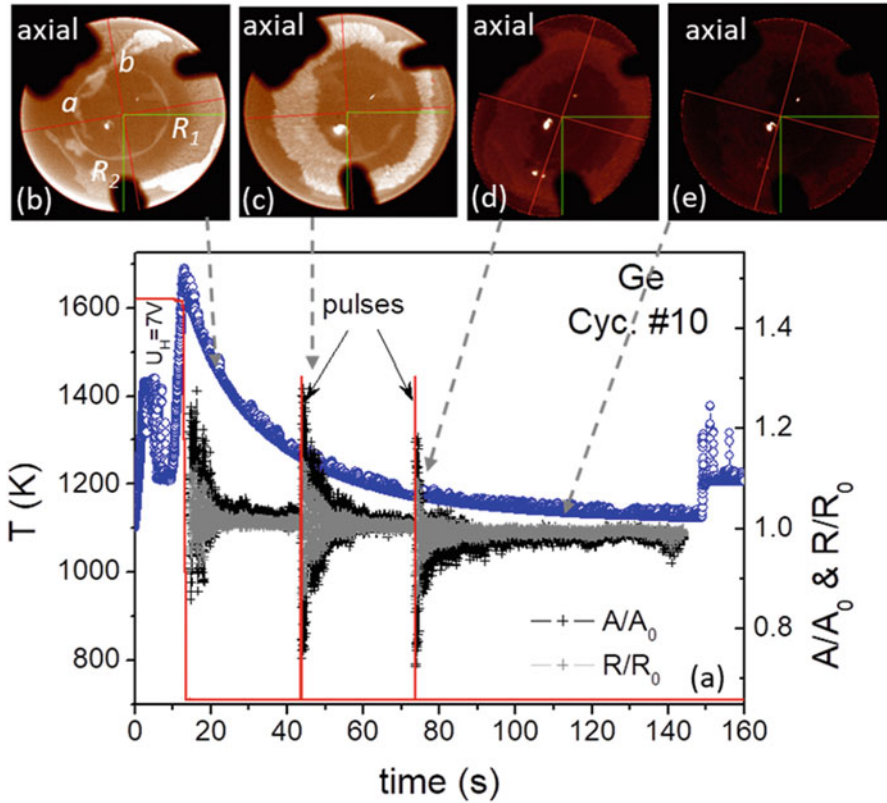 axial axial axial axial
b
a
R₁
R₂
(b) (c) (d) (e)
Ge
Cyc. #10
pulses
U_H=7V
1600
1400
1200
1000
800
T (K)
1.4
1.2
1.0
0.8
A/A₀ & R/R₀
A/A₀
R/R₀
(a)
0 20 40 60 80 100 120 140 160
time (s)